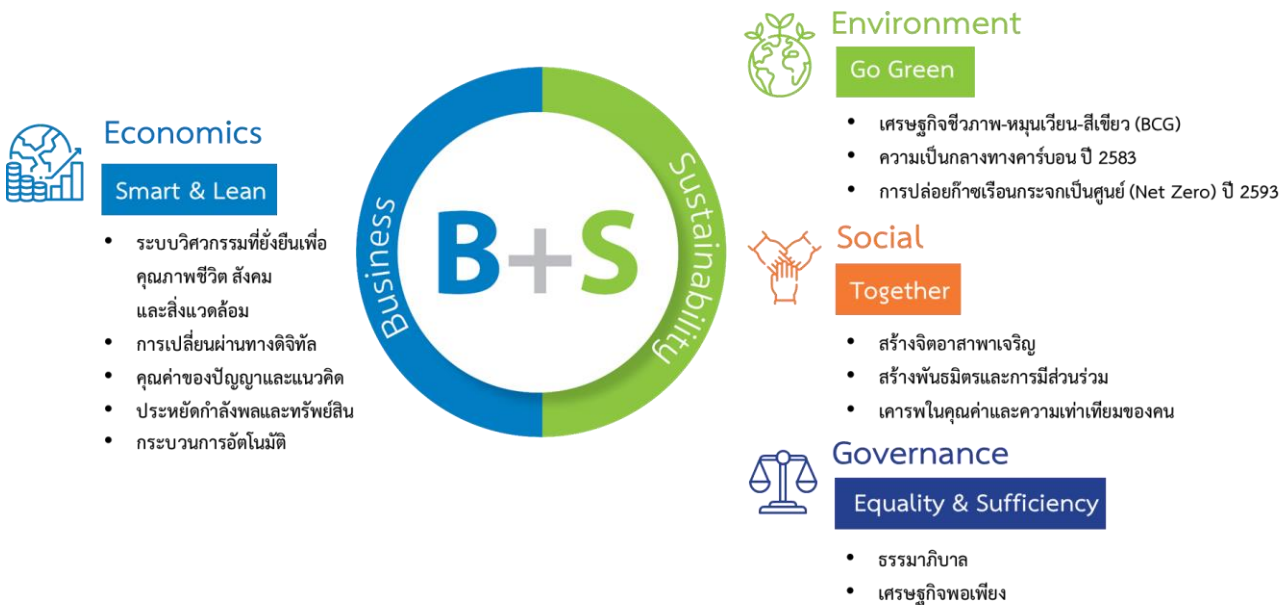 Economics
Smart & Lean
• ระบบวิศวกรรมที่ยั่งยืนเพื่อ
คุณภาพชีวิต สังคม
และสิ่งแวดล้อม
• การเปลี่ยนผ่านทางดิจิทัล
• คุณค่าของปัญญาและแนวคิด
• ประหยัดกำลังพลและทรัพย์สิน
• กระบวนการอัตโนมัติ
Business
B+S
Sustainability
Environment
Go Green
• เศรษฐกิจชีวภาพ-หมุนเวียน-สีเขียว (BCG)
• ความเป็นกลางทางคาร์บอน ปี 2583
• การปล่อยก๊าซเรือนกระจกเป็นศูนย์ (Net Zero) ปี 2593
Social
Together
• สร้างจิตอาสาพาเจริญ
• สร้างพันธมิตรและการมีส่วนร่วม
• เคารพในคุณค่าและความเท่าเทียมของคน
Governance
Equality & Sufficiency
• ธรรมาภิบาล
• เศรษฐกิจพอเพียง